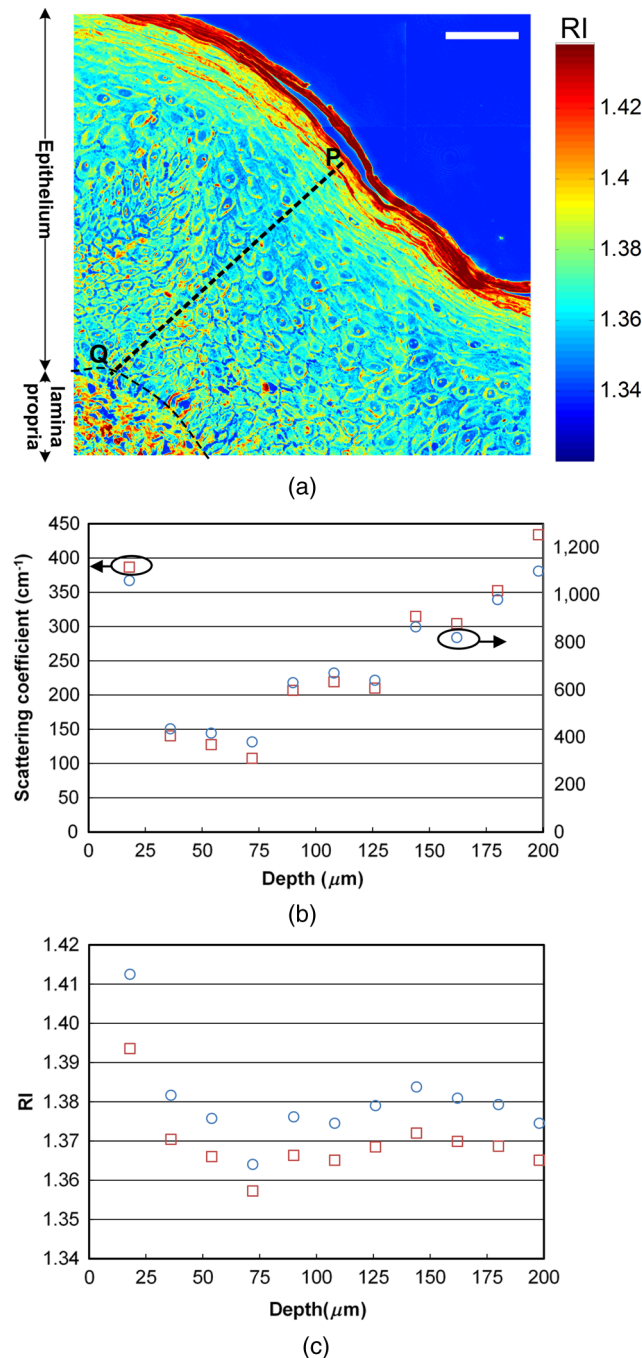 RI
1.42
1.40
1.38
1.36
1.34
Epithelium
lamina
propria
P
Q
(a)
Scattering coefficient (cm⁻¹)
450
400
350
300
250
200
150
100
50
0
1,200
1,000
800
600
400
200
0
0 25 50 75 100 125 150 175 200
Depth (μm)
(b)
RI
1.42
1.41
1.40
1.39
1.38
1.37
1.36
1.35
1.34
0 25 50 75 100 125 150 175 200
Depth(μm)
(c)